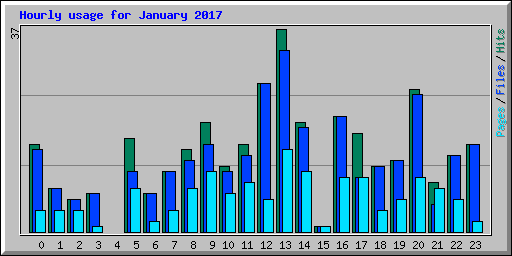 Hourly usage for January 2017
37
Pages/Files/Hits
0 1 2 3 4 5 6 7 8 9 10 11 12 13 14 15 16 17 18 19 20 21 22 23